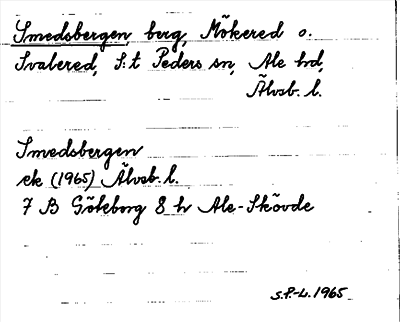 Smedsbergen, berg, Mökered o.
Svalered, S:t Peders sn, Ale hd,
Älvsb. l.
Smedsbergen
ek (1965) Älvsb. l.
7 B Göteborg 8 h Ale-Skövde
S.P.-L. 1965